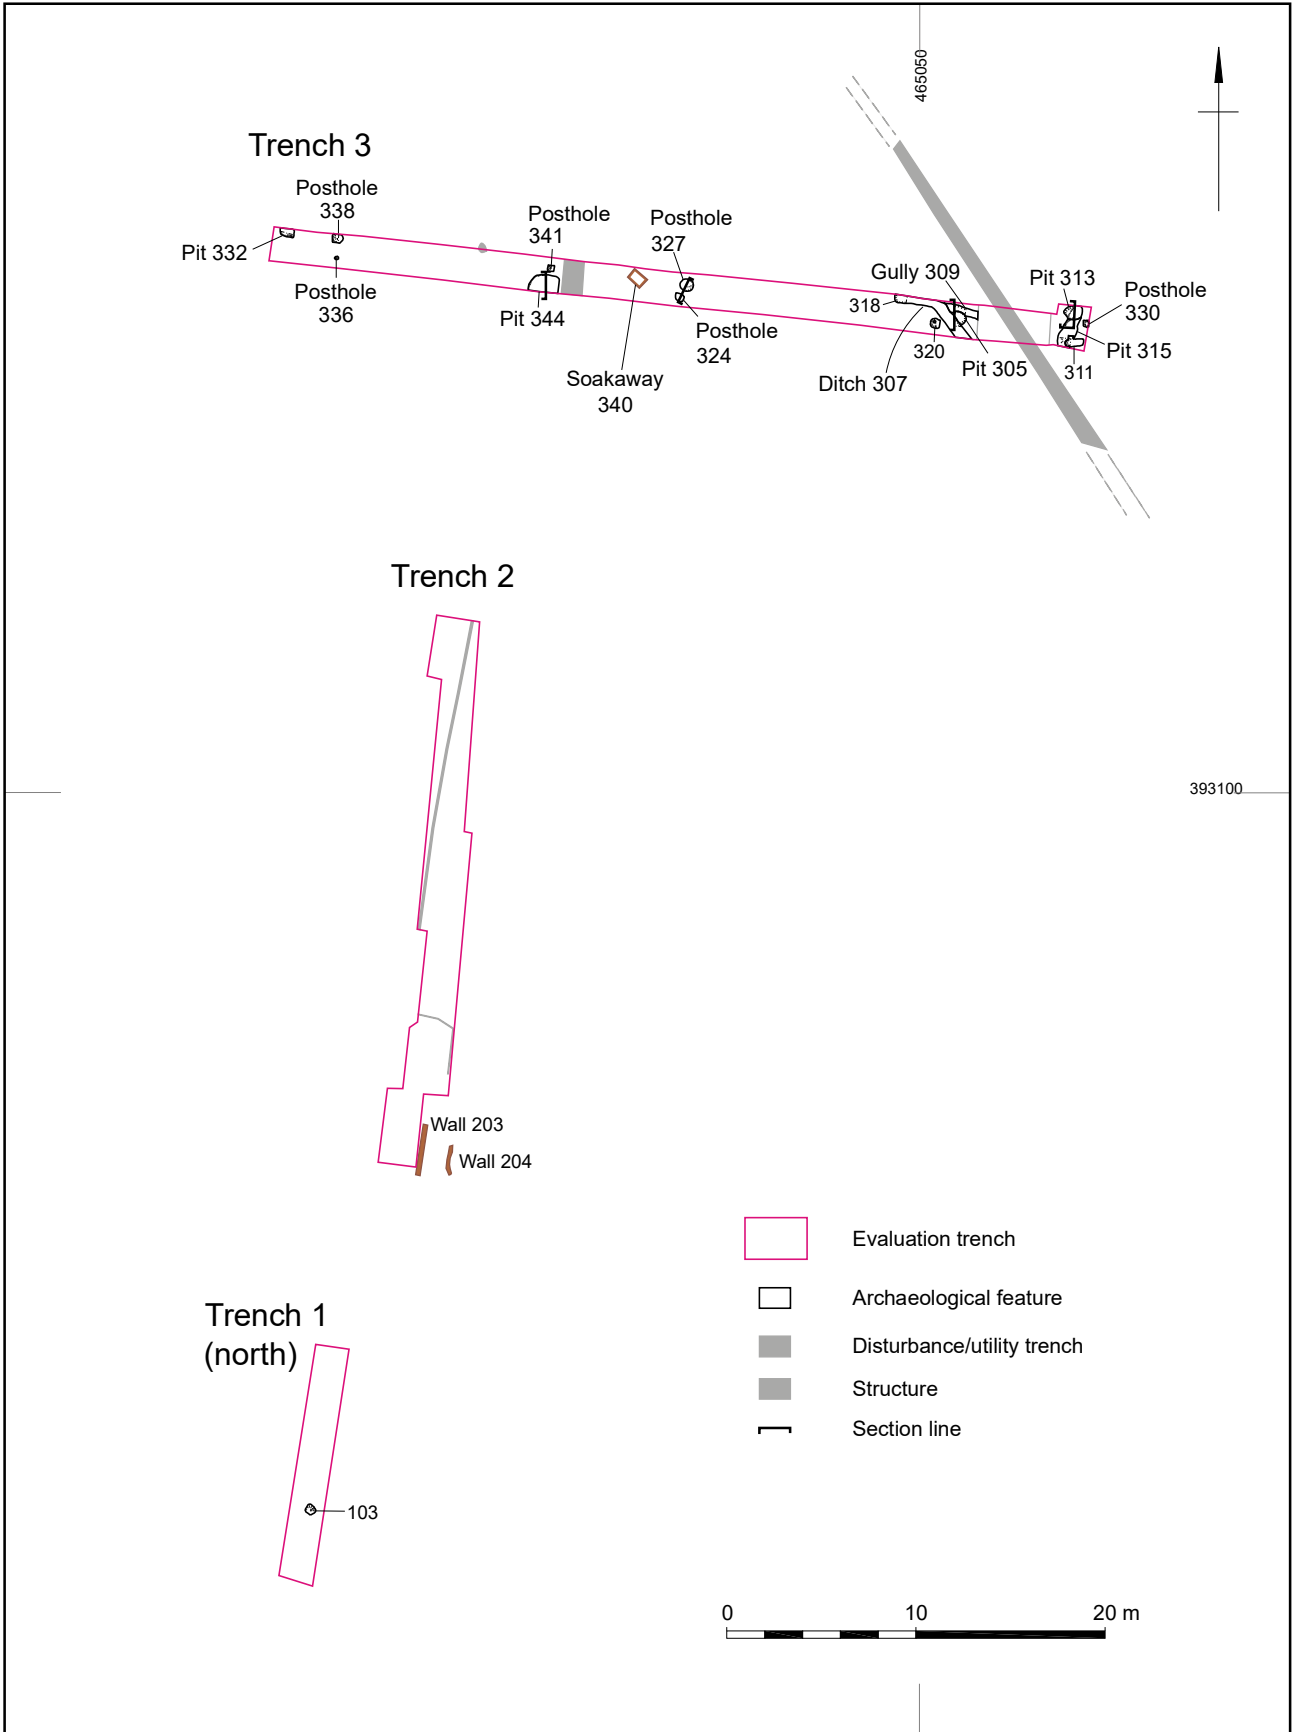 465050
Trench 3
Posthole
338
Pit 332
Posthole
336
Posthole
341
Pit 344
Posthole
327
Soakaway
340
Posthole
324
Gully 309
318
320
Ditch 307
Pit 305
Pit 313
Posthole
330
Pit 315
311
Trench 2
393100
Wall 203
Wall 204
Trench 1
(north)
103
Evaluation trench
Archaeological feature
Disturbance/utility trench
Structure
Section line
0 10 20 m